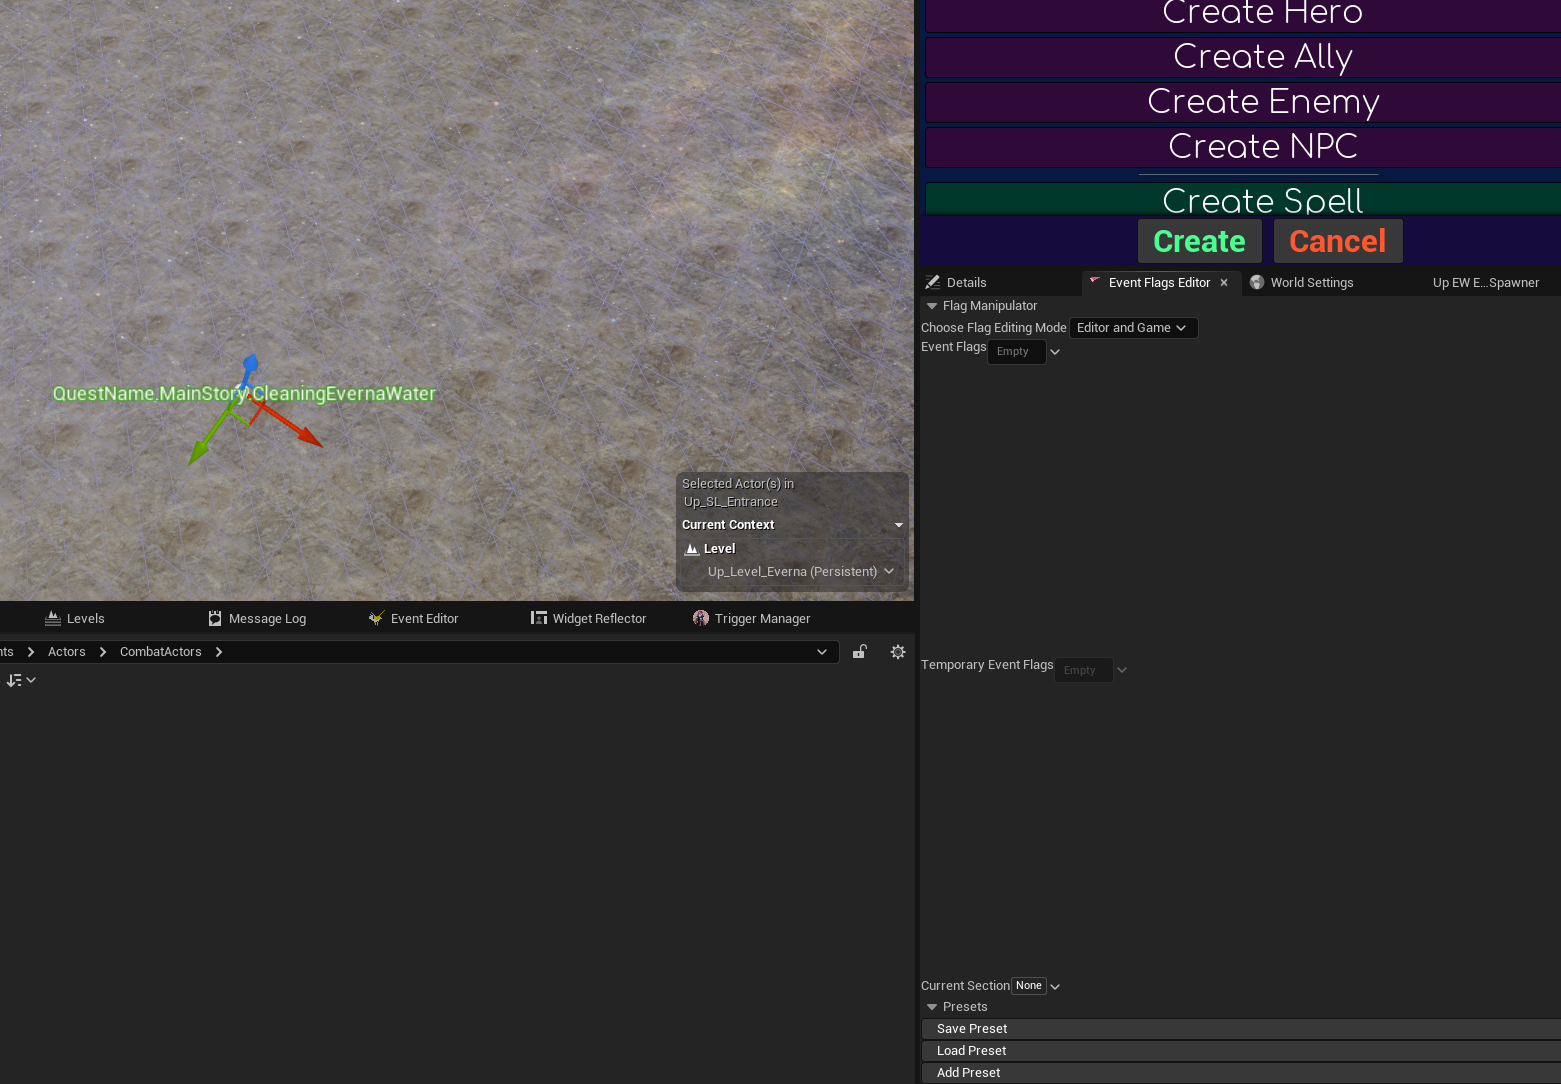 Create Hero
Create Ally
Create Enemy
Create NPC
Create Spell
Create Cancel
Details Event Flags Editor × World Settings Up EW E...Spawner
Flag Manipulator
Choose Flag Editing Mode Editor and Game
Event Flags Empty
QuestName.MainStory.CleaningEvernaWater
Selected Actor(s) in
Up_SL_Entrance
Current Context
Level
Up_Level_Everna (Persistent)
Levels Message Log Event Editor Widget Reflector Trigger Manager
nts Actors CombatActors
Temporary Event Flags Empty
Current Section None
Presets
Save Preset
Load Preset
Add Preset